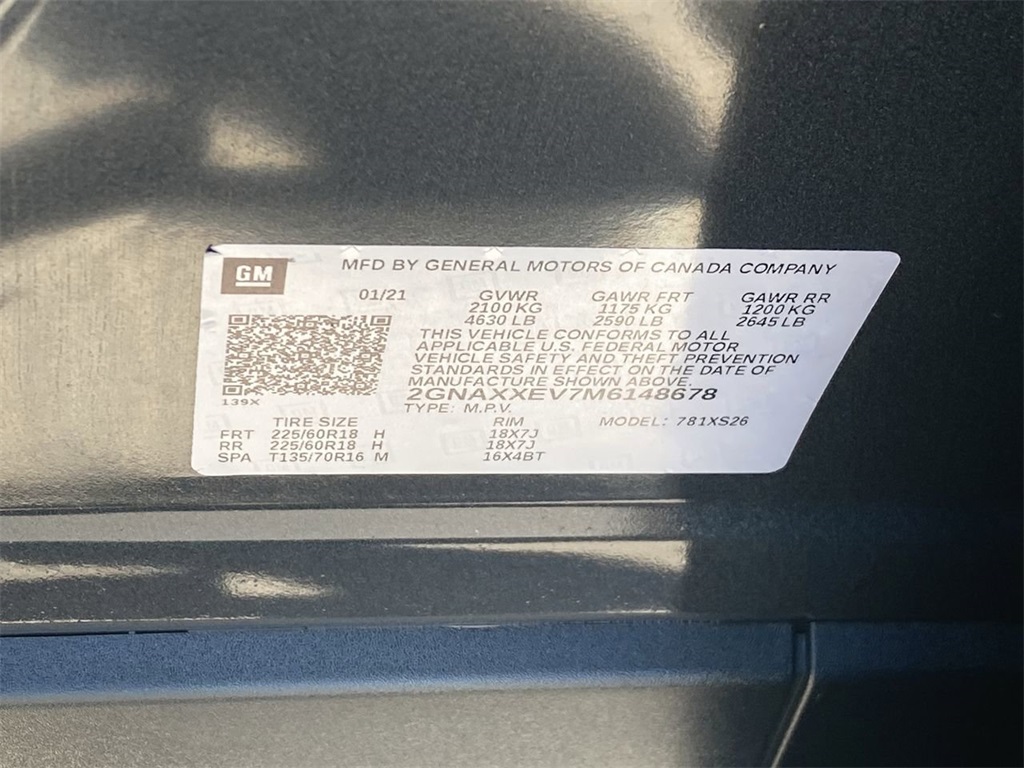 GM
MFD BY GENERAL MOTORS OF CANADA COMPANY
01/21 GVWR GAWR FRT GAWR RR
2100 KG 1175 KG 1200 KG
4630 LB 2590 LB 2645 LB
THIS VEHICLE CONFORMS TO ALL
APPLICABLE U.S. FEDERAL MOTOR
VEHICLE SAFETY AND THEFT PREVENTION
STANDARDS IN EFFECT ON THE DATE OF
MANUFACTURE SHOWN ABOVE.
2GNAXXEV7M6148678
139X
TYPE: M.P.V.
TIRE SIZE RIM MODEL: 781XS26
FRT 225/60R18 H 18X7J
RR 225/60R18 H 18X7J
SPA T135/70R16 M 16X4BT